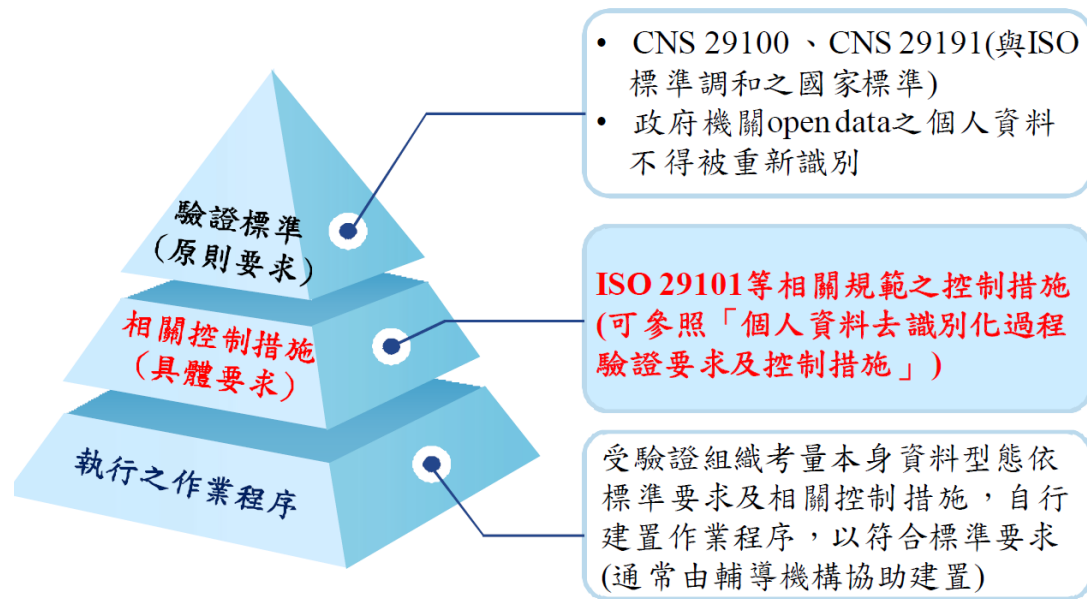 驗證標準
(原則要求)
• CNS 29100 、CNS 29191(與ISO
標準調和之國家標準)
• 政府機關open data之個人資料
不得被重新識別
相關控制措施
(具體要求)
ISO 29101等相關規範之控制措施
(可參照「個人資料去識別化過程
驗證要求及控制措施」)
執行之作業程序
受驗證組織考量本身資料型態依
標準要求及相關控制措施，自行
建置作業程序，以符合標準要求
(通常由輔導機構協助建置)